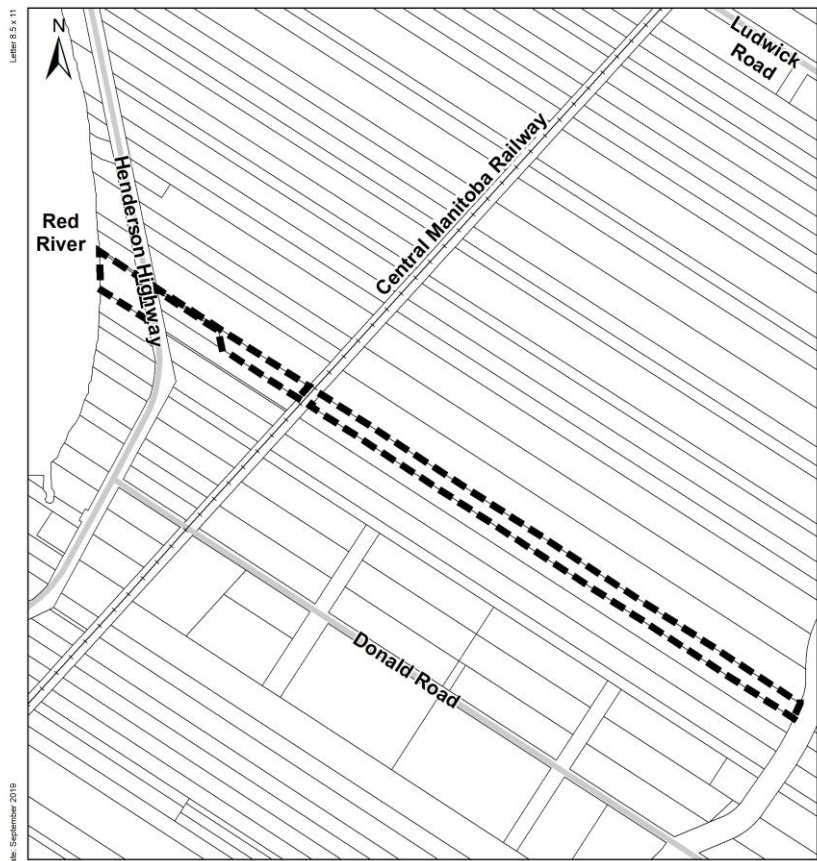 Letter 8.5 x 11
N
Ludwick
Road
Henderson Highway
Central Manitoba Railway
Red
River
Donald Road
September 2019